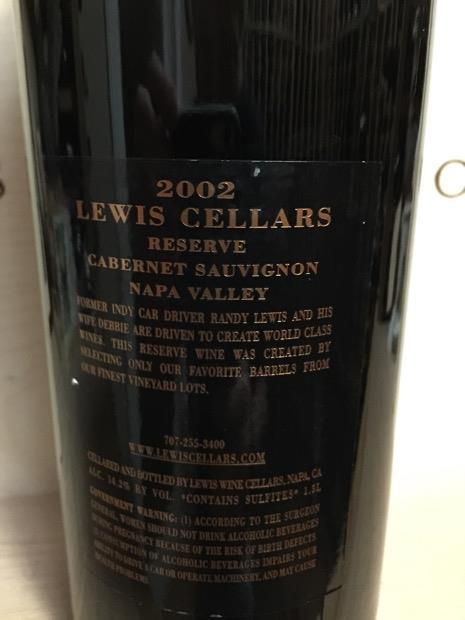 2002
LEWIS CELLARS
RESERVE
CABERNET SAUVIGNON
NAPA VALLEY
FORMER INDY CAR DRIVER RANDY LEWIS AND HIS
WIFE DEBBIE ARE DRIVEN TO CREATE WORLD CLASS
WINES. THIS RESERVE WINE WAS CREATED BY
SELECTING ONLY OUR FAVORITE BARRELS FROM
OUR FINEST VINEYARD LOTS.
707-255-3400
WWW.LEWISCELLARS.COM
CELLARED AND BOTTLED BY LEWIS WINE CELLARS, NAPA, CA
ALC. 14.2% BY VOL. *CONTAINS SULFITES* 1.5L
GOVERNMENT WARNING: (1) ACCORDING TO THE SURGEON
GENERAL, WOMEN SHOULD NOT DRINK ALCOHOLIC BEVERAGES
DURING PREGNANCY BECAUSE OF THE RISK OF BIRTH DEFECTS.
(2) CONSUMPTION OF ALCOHOLIC BEVERAGES IMPAIRS YOUR
ABILITY TO DRIVE A CAR OR OPERATE MACHINERY, AND MAY CAUSE
HEALTH PROBLEMS.